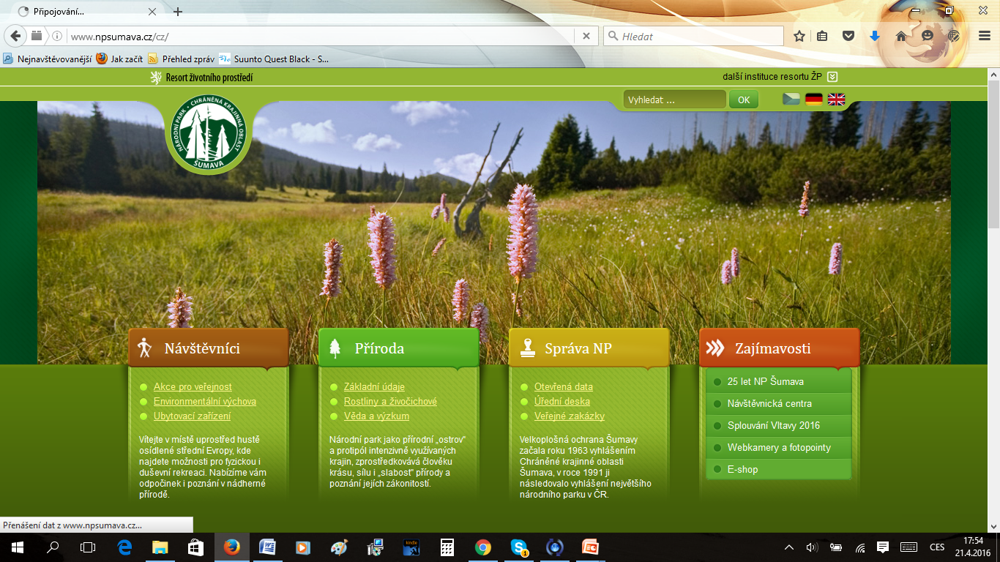 Připojování...
www.npsumava.cz/cz/
Hledat
Nejnavštěvovanější Jak začít Přehled zpráv Suunto Quest Black - S...
Resort životního prostředí
další instituce resortu ŽP
Vyhledat ... OK
NÁRODNÍ PARK • CHRÁNĚNÁ KRAJINNÁ OBLAST
ŠUMAVA
Návštěvníci
Akce pro veřejnost
Environmentální výchova
Ubytovací zařízení
Vítejte v místě uprostřed hustě
osídlené střední Evropy, kde
najdete možnosti pro fyzickou i
duševní rekreaci. Nabízíme vám
odpočinek i poznání v nádherné
přírodě.
Příroda
Základní údaje
Rostliny a živočichové
Věda a výzkum
Národní park jako přírodní „ostrov"
a protipól intenzivně využívaných
krajin, zprostředkovává člověku
krásu, sílu i „slabost" přírody a
poznání jejích zákonitostí.
Správa NP
Otevřená data
Úřední deska
Veřejné zakázky
Velkoplošná ochrana Šumavy
začala roku 1963 vyhlášením
Chráněné krajinné oblasti
Šumava, v roce 1991 ji
následovalo vyhlášení největšího
národního parku v ČR.
Zajímavosti
25 let NP Šumava
Návštěvnická centra
Splouvání Vltavy 2016
Webkamery a fotopointy
E-shop
Přenášení dat z www.npsumava.cz...
kindle
1
CES
17:54
21.4.2016